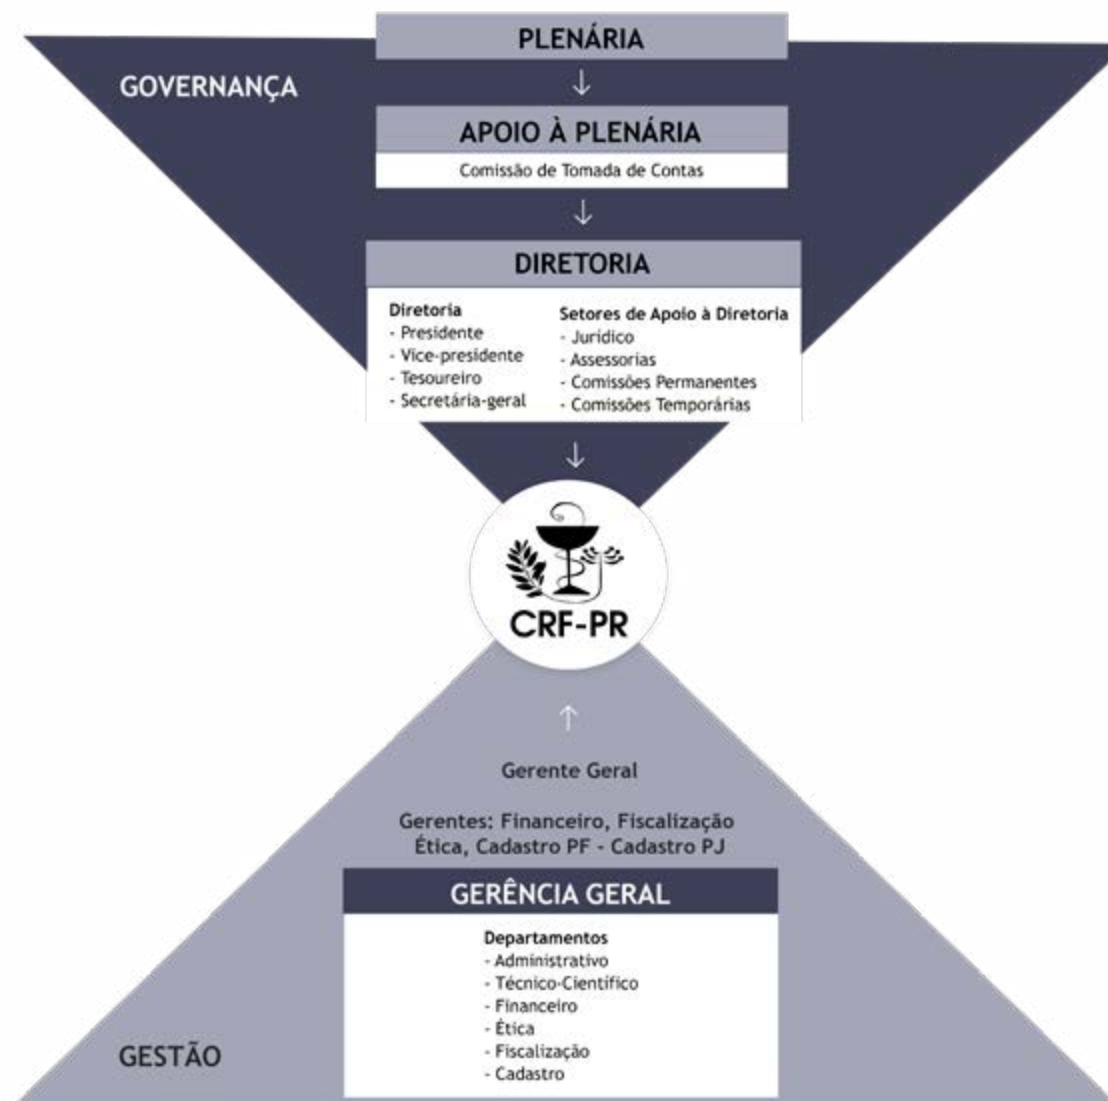 PLENÁRIA
GOVERNANÇA
APOIO À PLENÁRIA
Comissão de Tomada de Contas
DIRETORIA
Diretoria
- Presidente
- Vice-presidente
- Tesoureiro
- Secretária-geral
Setores de Apoio à Diretoria
- Jurídico
- Assessorias
- Comissões Permanentes
- Comissões Temporárias
CRF-PR
Gerente Geral
Gerentes: Financeiro, Fiscalização
Ética, Cadastro PF - Cadastro PJ
GERÊNCIA GERAL
Departamentos
- Administrativo
- Técnico-Científico
- Financeiro
- Ética
- Fiscalização
- Cadastro
GESTÃO